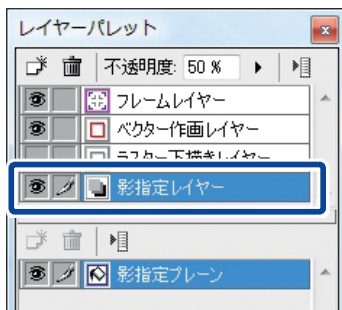 レイヤーパレット
不透明度: 50 %
フレームレイヤー
ベクター作画レイヤー
ラスター下描きレイヤー
影指定レイヤー
影指定プレーン